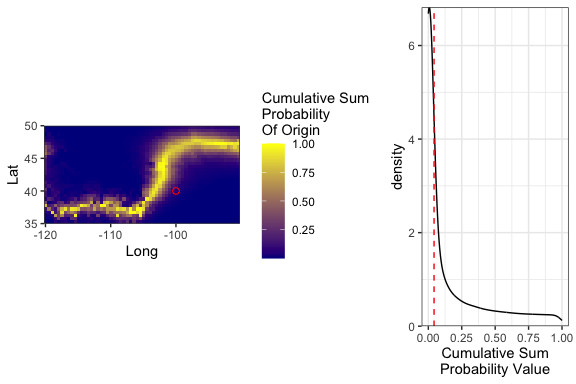 50
45
40
35
Lat
-120
-110
-100
Long
Cumulative Sum
Probability
Of Origin
1.00
0.75
0.50
0.25
6
4
2
0
density
0.00
0.25
0.50
0.75
1.00
Cumulative Sum
Probability Value